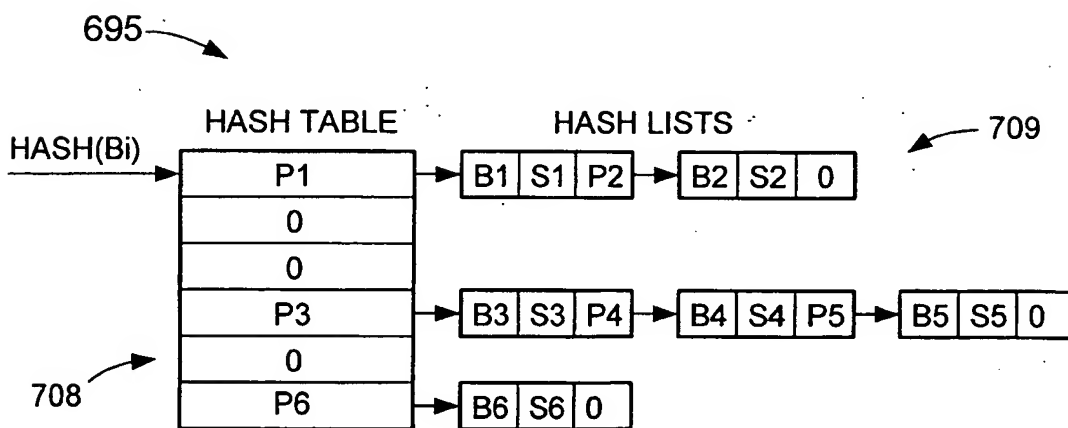 695
HASH TABLE HASH LISTS
709
HASH(Bi)
P1 B1 S1 P2 B2 S2 0
0
0
P3 B3 S3 P4 B4 S4 P5 B5 S5 0
0
708
P6 B6 S6 0